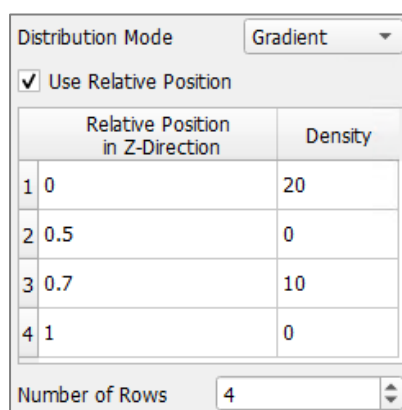 Distribution Mode Gradient
Use Relative Position
Relative Position
in Z-Direction Density
1 0 20
2 0.5 0
3 0.7 10
4 1 0
Number of Rows 4